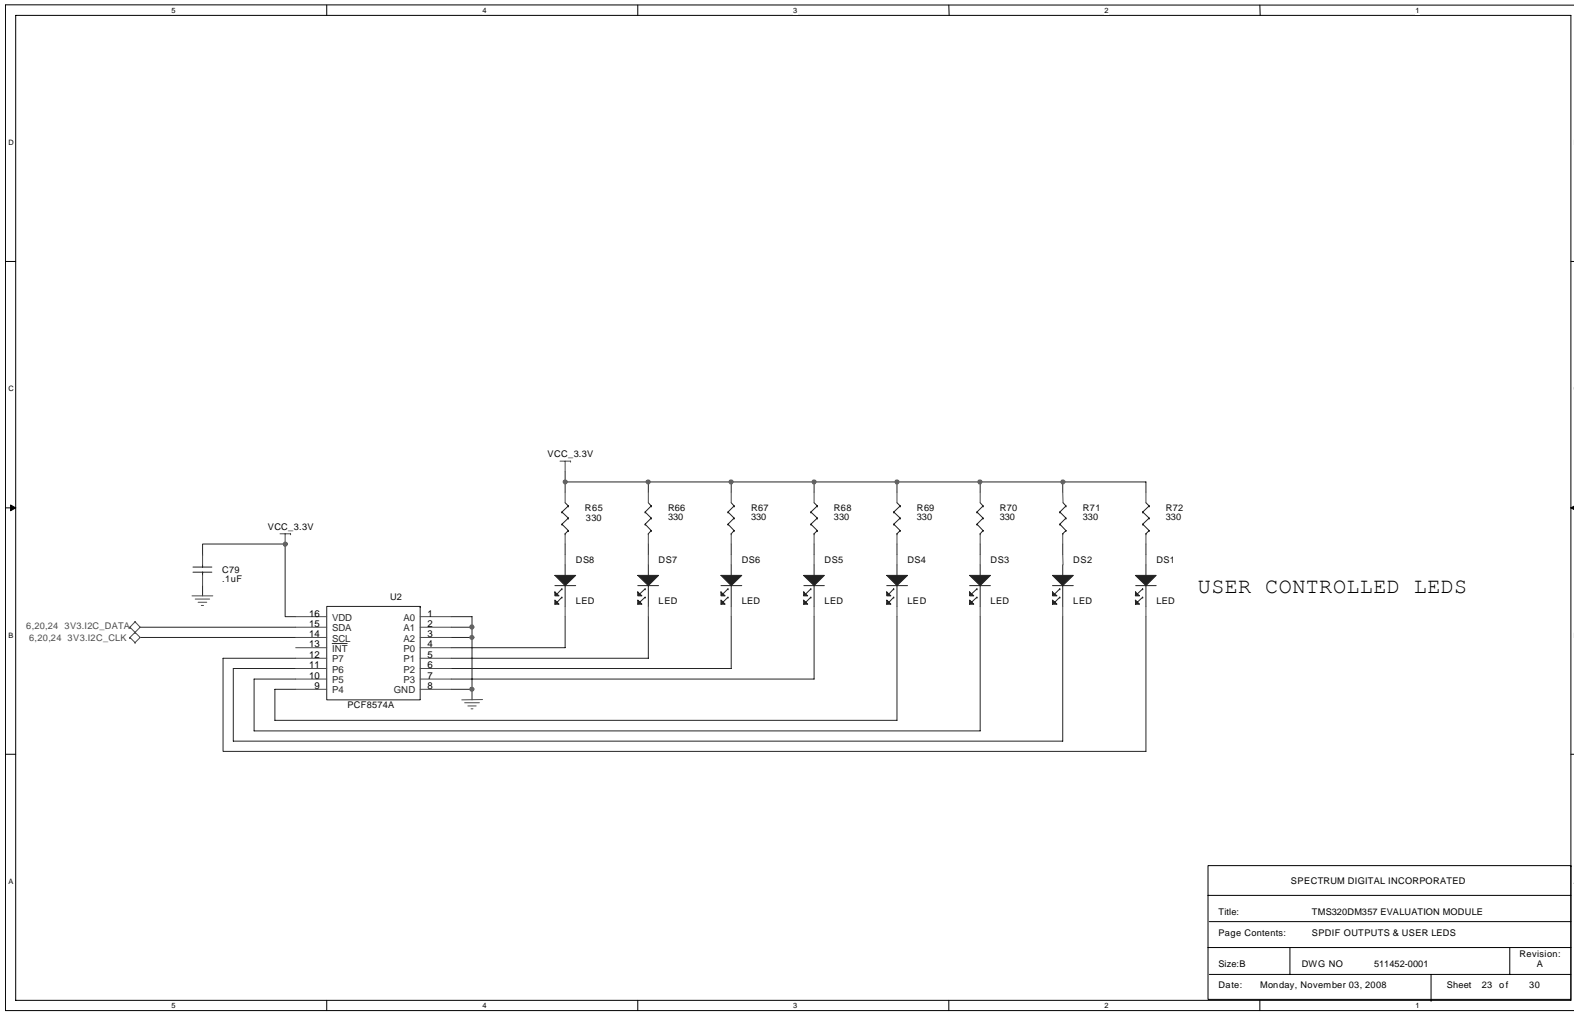 5 4 3 2 1
D
C
B
A
VCC_3.3V
R65 330
R66 330
R67 330
R68 330
R69 330
R70 330
R71 330
R72 330
VCC_3.3V
C79
.1uF
DS8 DS7 DS6 DS5 DS4 DS3 DS2 DS1
LED LED LED LED LED LED LED LED
USER CONTROLLED LEDS
U2
6,20,24 3V3.I2C_DATA
6,20,24 3V3.I2C_CLK
16 VDD A0 1
15 SDA A1 2
14 SCL A2 3
13 INT P0 4
12 P7 P1 5
11 P6 P2 6
10 P5 P3 7
9 P4 GND 8
PCF8574A
SPECTRUM DIGITAL INCORPORATED
Title: TMS320DM357 EVALUATION MODULE
Page Contents: SPDIF OUTPUTS & USER LEDS
Size:B DWG NO 511452-0001 Revision: A
Date: Monday, November 03, 2008 Sheet 23 of 30
5 4 3 2 1